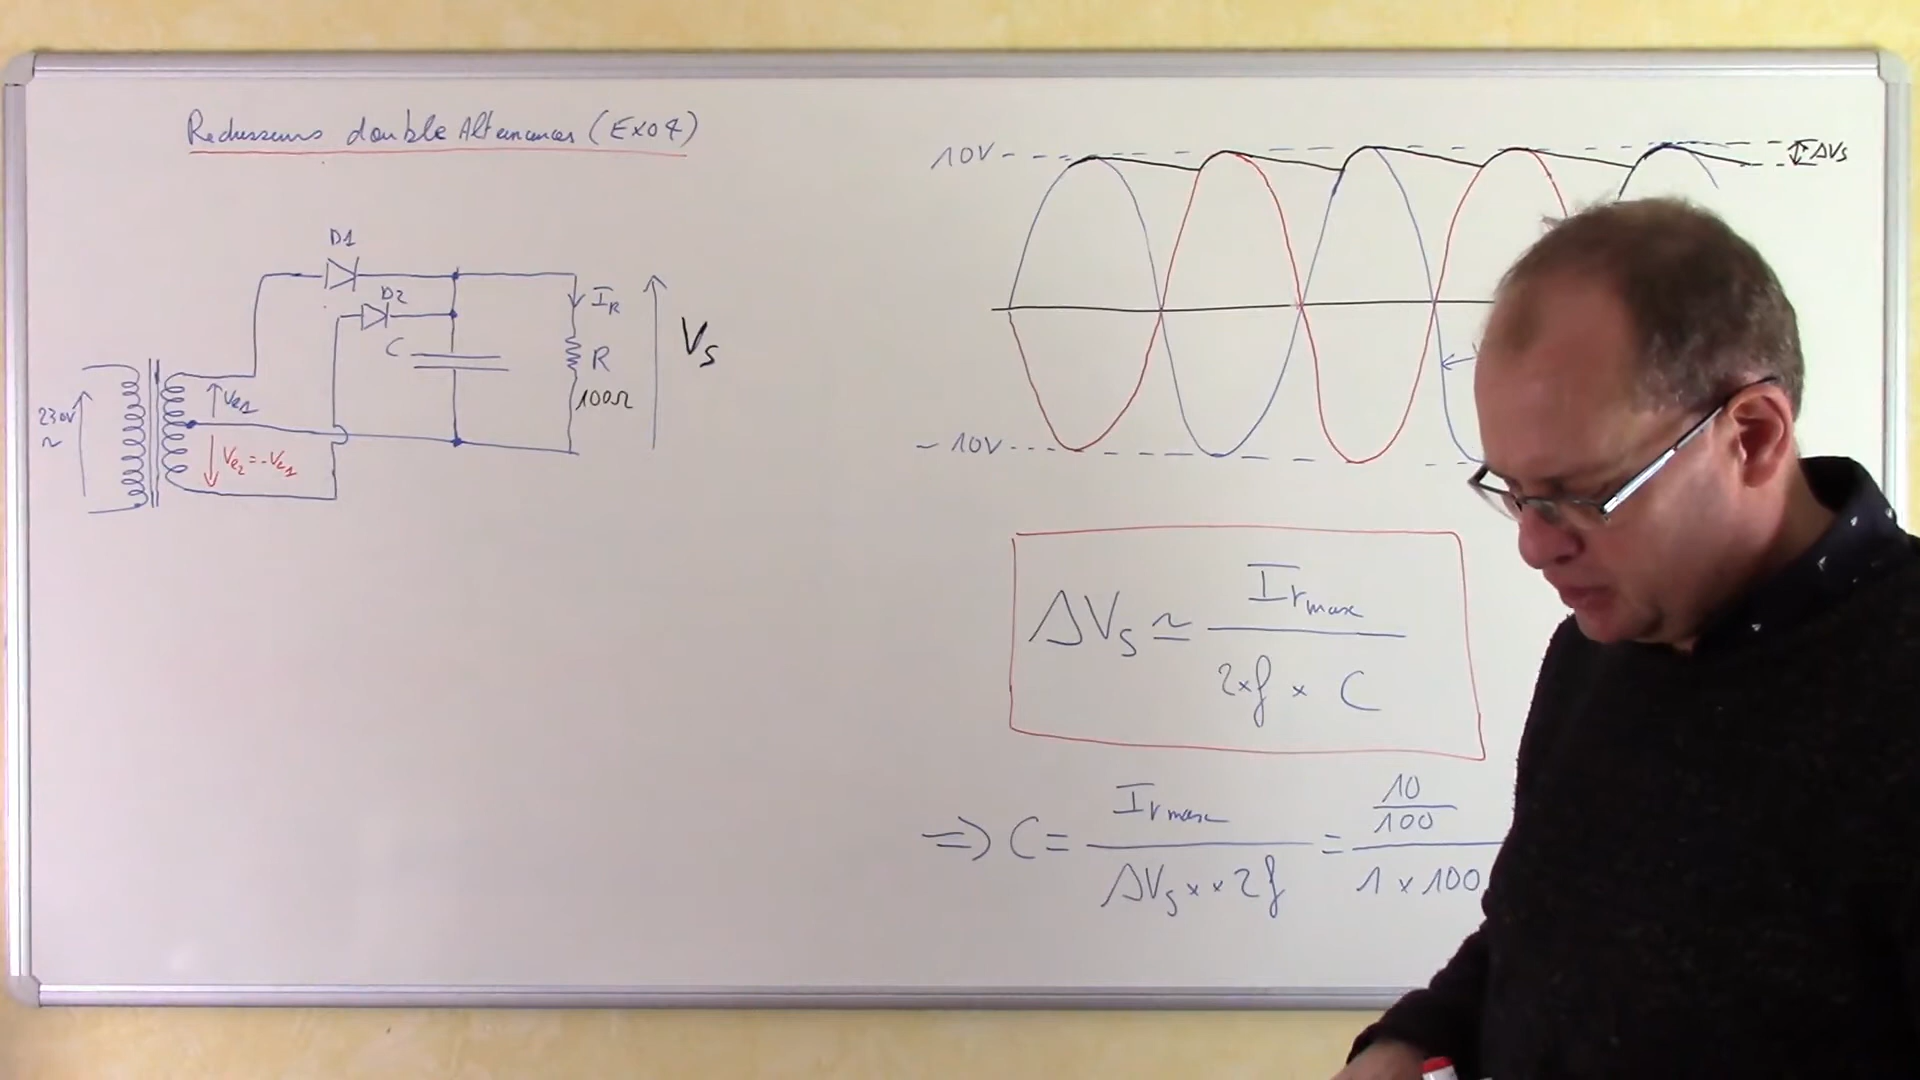 Redresseurs double Alternances (Exo4)
D1
D2
C
IR
R
100Ω
Vs
230V
~
Ve1
Ve2=-Ve1
10V
ΔVs
-10V
ΔVs ≃ Irmax / 2×f × C
=> C = Irmax / ΔVs × × 2f = 10/100 / 1 × 100